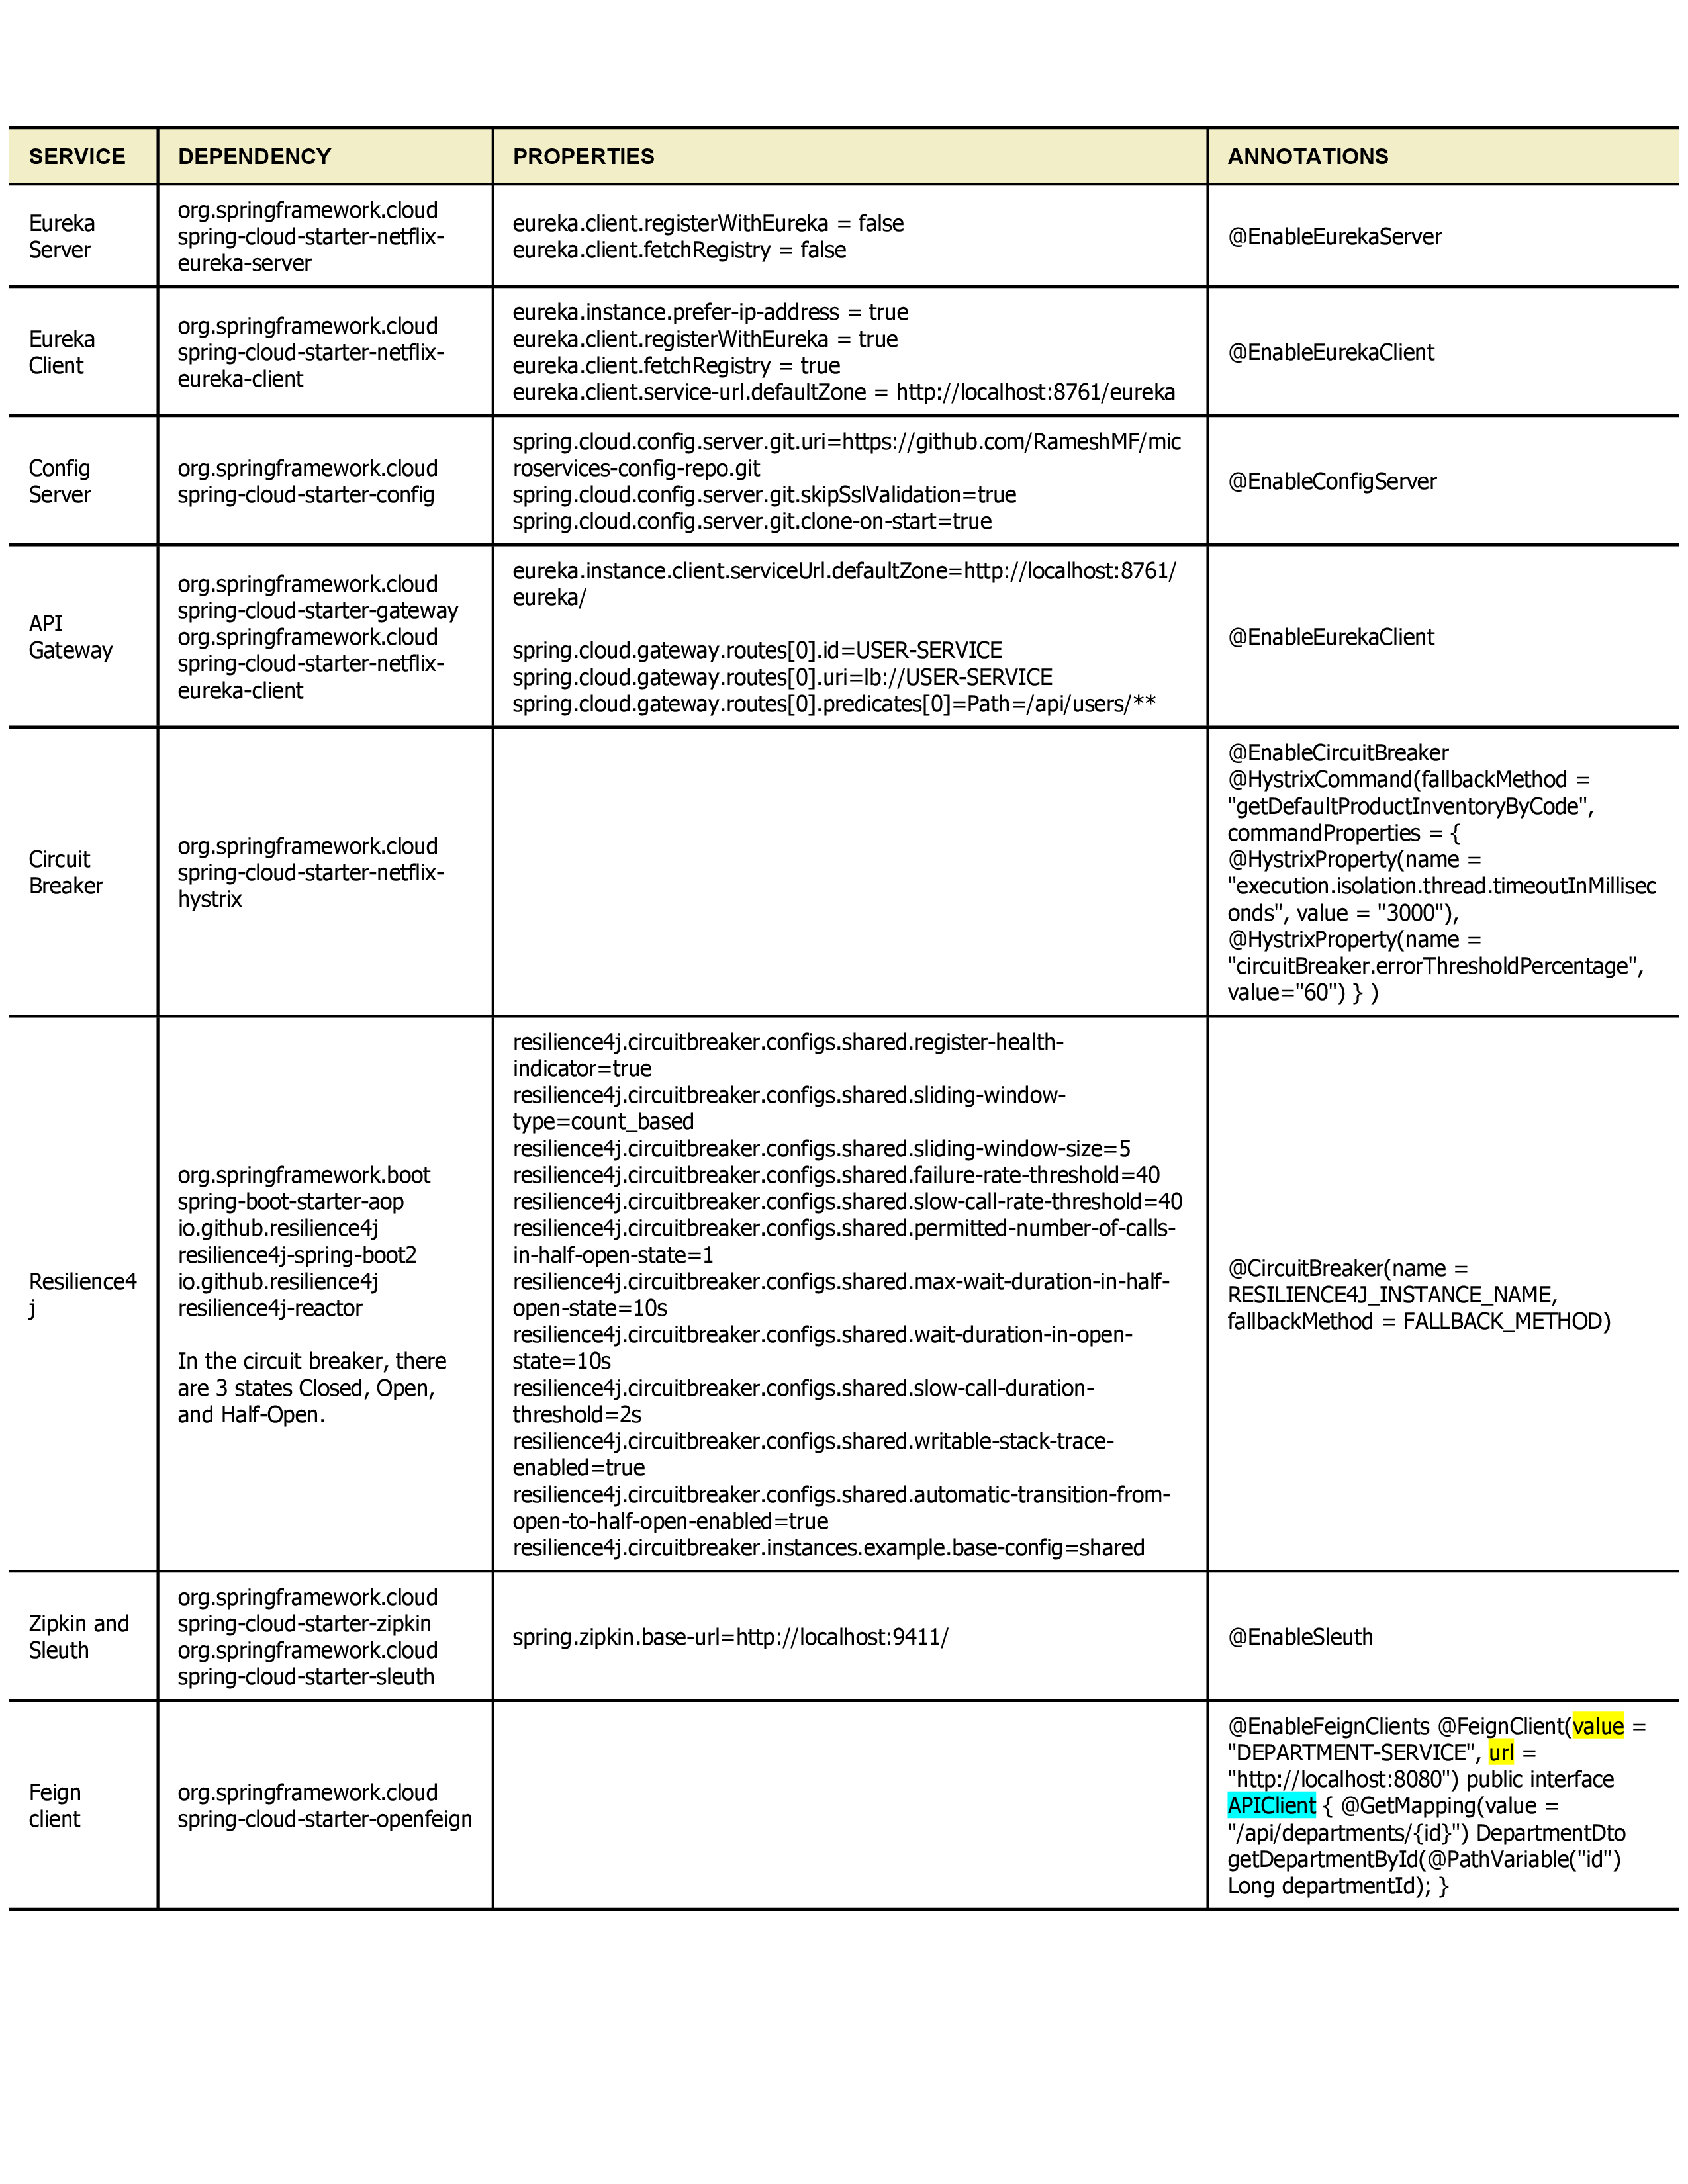 SERVICE DEPENDENCY PROPERTIES ANNOTATIONS
Eureka
Server
org.springframework.cloud
spring-cloud-starter-netflix-
eureka-server
eureka.client.registerWithEureka = false
eureka.client.fetchRegistry = false
@EnableEurekaServer
Eureka
Client
org.springframework.cloud
spring-cloud-starter-netflix-
eureka-client
eureka.instance.prefer-ip-address = true
eureka.client.registerWithEureka = true
eureka.client.fetchRegistry = true
eureka.client.service-url.defaultZone = http://localhost:8761/eureka
@EnableEurekaClient
Config
Server
org.springframework.cloud
spring-cloud-starter-config
spring.cloud.config.server.git.uri=https://github.com/RameshMF/mic
roservices-config-repo.git
spring.cloud.config.server.git.skipSslValidation=true
spring.cloud.config.server.git.clone-on-start=true
@EnableConfigServer
API
Gateway
org.springframework.cloud
spring-cloud-starter-gateway
org.springframework.cloud
spring-cloud-starter-netflix-
eureka-client
eureka.instance.client.serviceUrl.defaultZone=http://localhost:8761/
eureka/
spring.cloud.gateway.routes[0].id=USER-SERVICE
spring.cloud.gateway.routes[0].uri=lb://USER-SERVICE
spring.cloud.gateway.routes[0].predicates[0]=Path=/api/users/**
@EnableEurekaClient
Circuit
Breaker
org.springframework.cloud
spring-cloud-starter-netflix-
hystrix
@EnableCircuitBreaker
@HystrixCommand(fallbackMethod =
"getDefaultProductInventoryByCode",
commandProperties = {
@HystrixProperty(name =
"execution.isolation.thread.timeoutInMillisec
onds", value = "3000"),
@HystrixProperty(name =
"circuitBreaker.errorThresholdPercentage",
value="60") } )
Resilience4
j
org.springframework.boot
spring-boot-starter-aop
io.github.resilience4j
resilience4j-spring-boot2
io.github.resilience4j
resilience4j-reactor
In the circuit breaker, there
are 3 states Closed, Open,
and Half-Open.
resilience4j.circuitbreaker.configs.shared.register-health-
indicator=true
resilience4j.circuitbreaker.configs.shared.sliding-window-
type=count_based
resilience4j.circuitbreaker.configs.shared.sliding-window-size=5
resilience4j.circuitbreaker.configs.shared.failure-rate-threshold=40
resilience4j.circuitbreaker.configs.shared.slow-call-rate-threshold=40
resilience4j.circuitbreaker.configs.shared.permitted-number-of-calls-
in-half-open-state=1
resilience4j.circuitbreaker.configs.shared.max-wait-duration-in-half-
open-state=10s
resilience4j.circuitbreaker.configs.shared.wait-duration-in-open-
state=10s
resilience4j.circuitbreaker.configs.shared.slow-call-duration-
threshold=2s
resilience4j.circuitbreaker.configs.shared.writable-stack-trace-
enabled=true
resilience4j.circuitbreaker.configs.shared.automatic-transition-from-
open-to-half-open-enabled=true
resilience4j.circuitbreaker.instances.example.base-config=shared
@CircuitBreaker(name =
RESILIENCE4J_INSTANCE_NAME,
fallbackMethod = FALLBACK_METHOD)
Zipkin and
Sleuth
org.springframework.cloud
spring-cloud-starter-zipkin
org.springframework.cloud
spring-cloud-starter-sleuth
spring.zipkin.base-url=http://localhost:9411/
@EnableSleuth
Feign
client
org.springframework.cloud
spring-cloud-starter-openfeign
@EnableFeignClients @FeignClient(value =
"DEPARTMENT-SERVICE", url =
"http://localhost:8080") public interface
APIClient { @GetMapping(value =
"/api/departments/{id}") DepartmentDto
getDepartmentById(@PathVariable("id")
Long departmentId); }